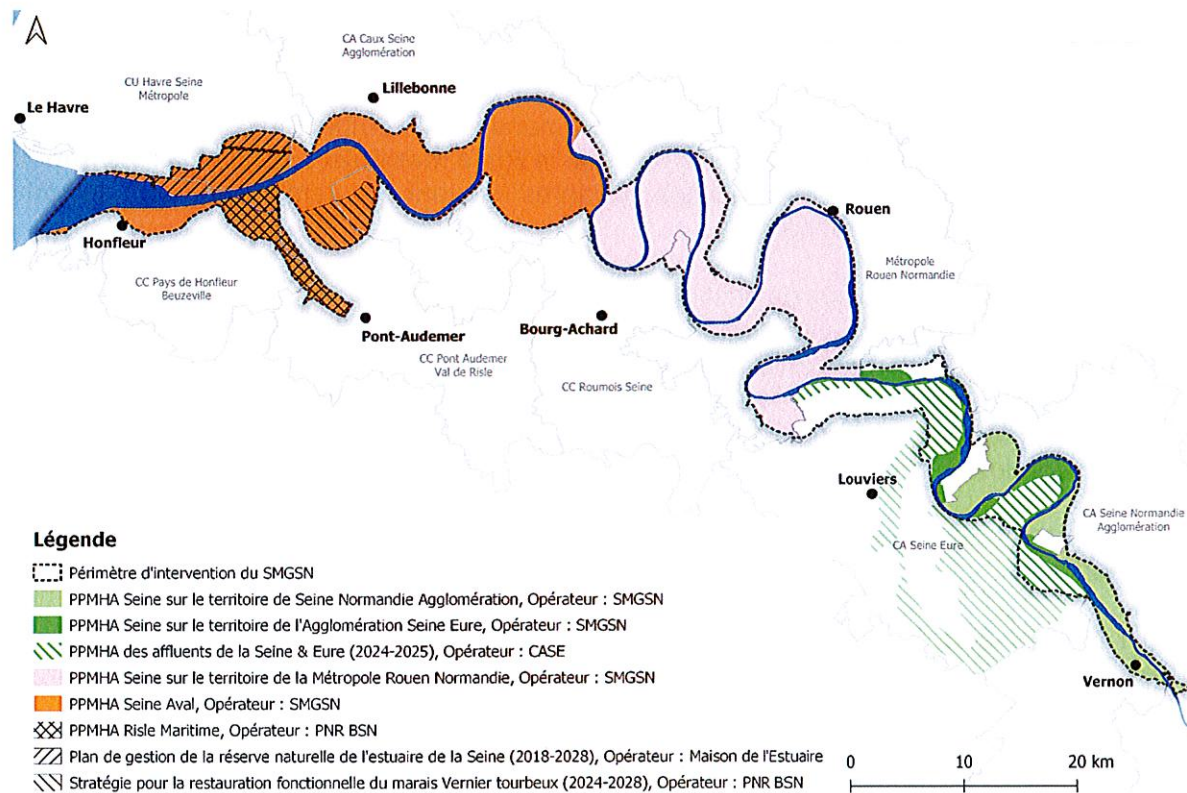 CA Caux Seine
Agglomération
CU Havre Seine
Métropole
Lillebonne
Le Havre
Rouen
Honfleur
Métropole
Rouen Normandie
CC Pays de Honfleur
Beuzeville
Pont-Audemer
Bourg-Achard
CC Pont Audemer
Val de Risle
CC Roumois Seine
Louviers
CA Seine Normandie
Agglomération
CA Seine Eure
Vernon
Légende
Périmètre d'intervention du SMGSN
PPMHA Seine sur le territoire de Seine Normandie Agglomération, Opérateur : SMGSN
PPMHA Seine sur le territoire de l'Agglomération Seine Eure, Opérateur : SMGSN
PPMHA des affluents de la Seine & Eure (2024-2025), Opérateur : CASE
PPMHA Seine sur le territoire de la Métropole Rouen Normandie, Opérateur : SMGSN
PPMHA Seine Aval, Opérateur : SMGSN
PPMHA Risle Maritime, Opérateur : PNR BSN
Plan de gestion de la réserve naturelle de l'estuaire de la Seine (2018-2028), Opérateur : Maison de l'Estuaire
Stratégie pour la restauration fonctionnelle du marais Vernier tourbeux (2024-2028), Opérateur : PNR BSN
0 10 20 km